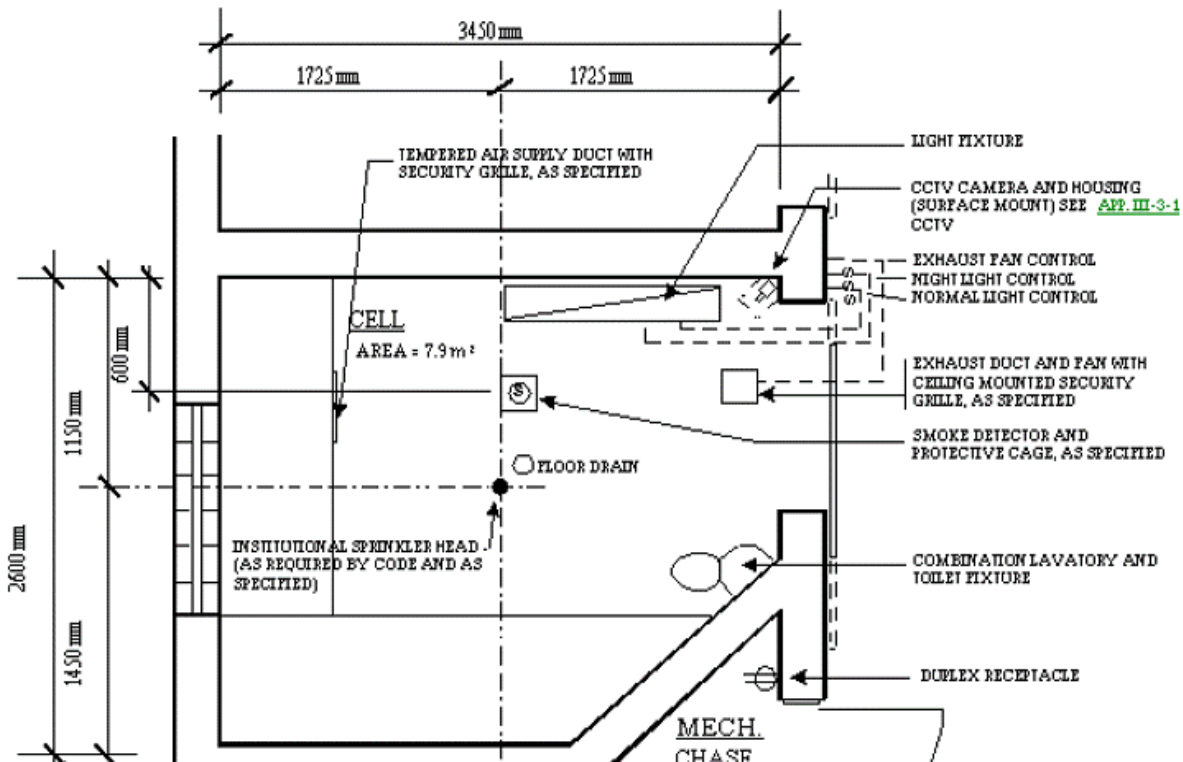 3450 mm
1725 mm
1725 mm
TEMPERED AIR SUPPLY DUCT WITH
SECURITY GRILLE, AS SPECIFIED
LIGHT FIXTURE
CCTV CAMERA AND HOUSING
(SURFACE MOUNT) SEE APP. III-3-1
CCTV
EXHAUST FAN CONTROL
NIGHT LIGHT CONTROL
NORMAL LIGHT CONTROL
S
S
S
CELL
AREA = 7.9 m²
600 mm
1150 mm
2600 mm
1450 mm
S
EXHAUST DUCT AND FAN WITH
CEILING MOUNTED SECURITY
GRILLE, AS SPECIFIED
SMOKE DETECTOR AND
PROTECTIVE CAGE, AS SPECIFIED
FLOOR DRAIN
INSTITUTIONAL SPRINKLER HEAD
(AS REQUIRED BY CODE AND AS
SPECIFIED)
COMBINATION LAVATORY AND
TOILET FIXTURE
DUPLEX RECEPTACLE
MECH.
CHASE